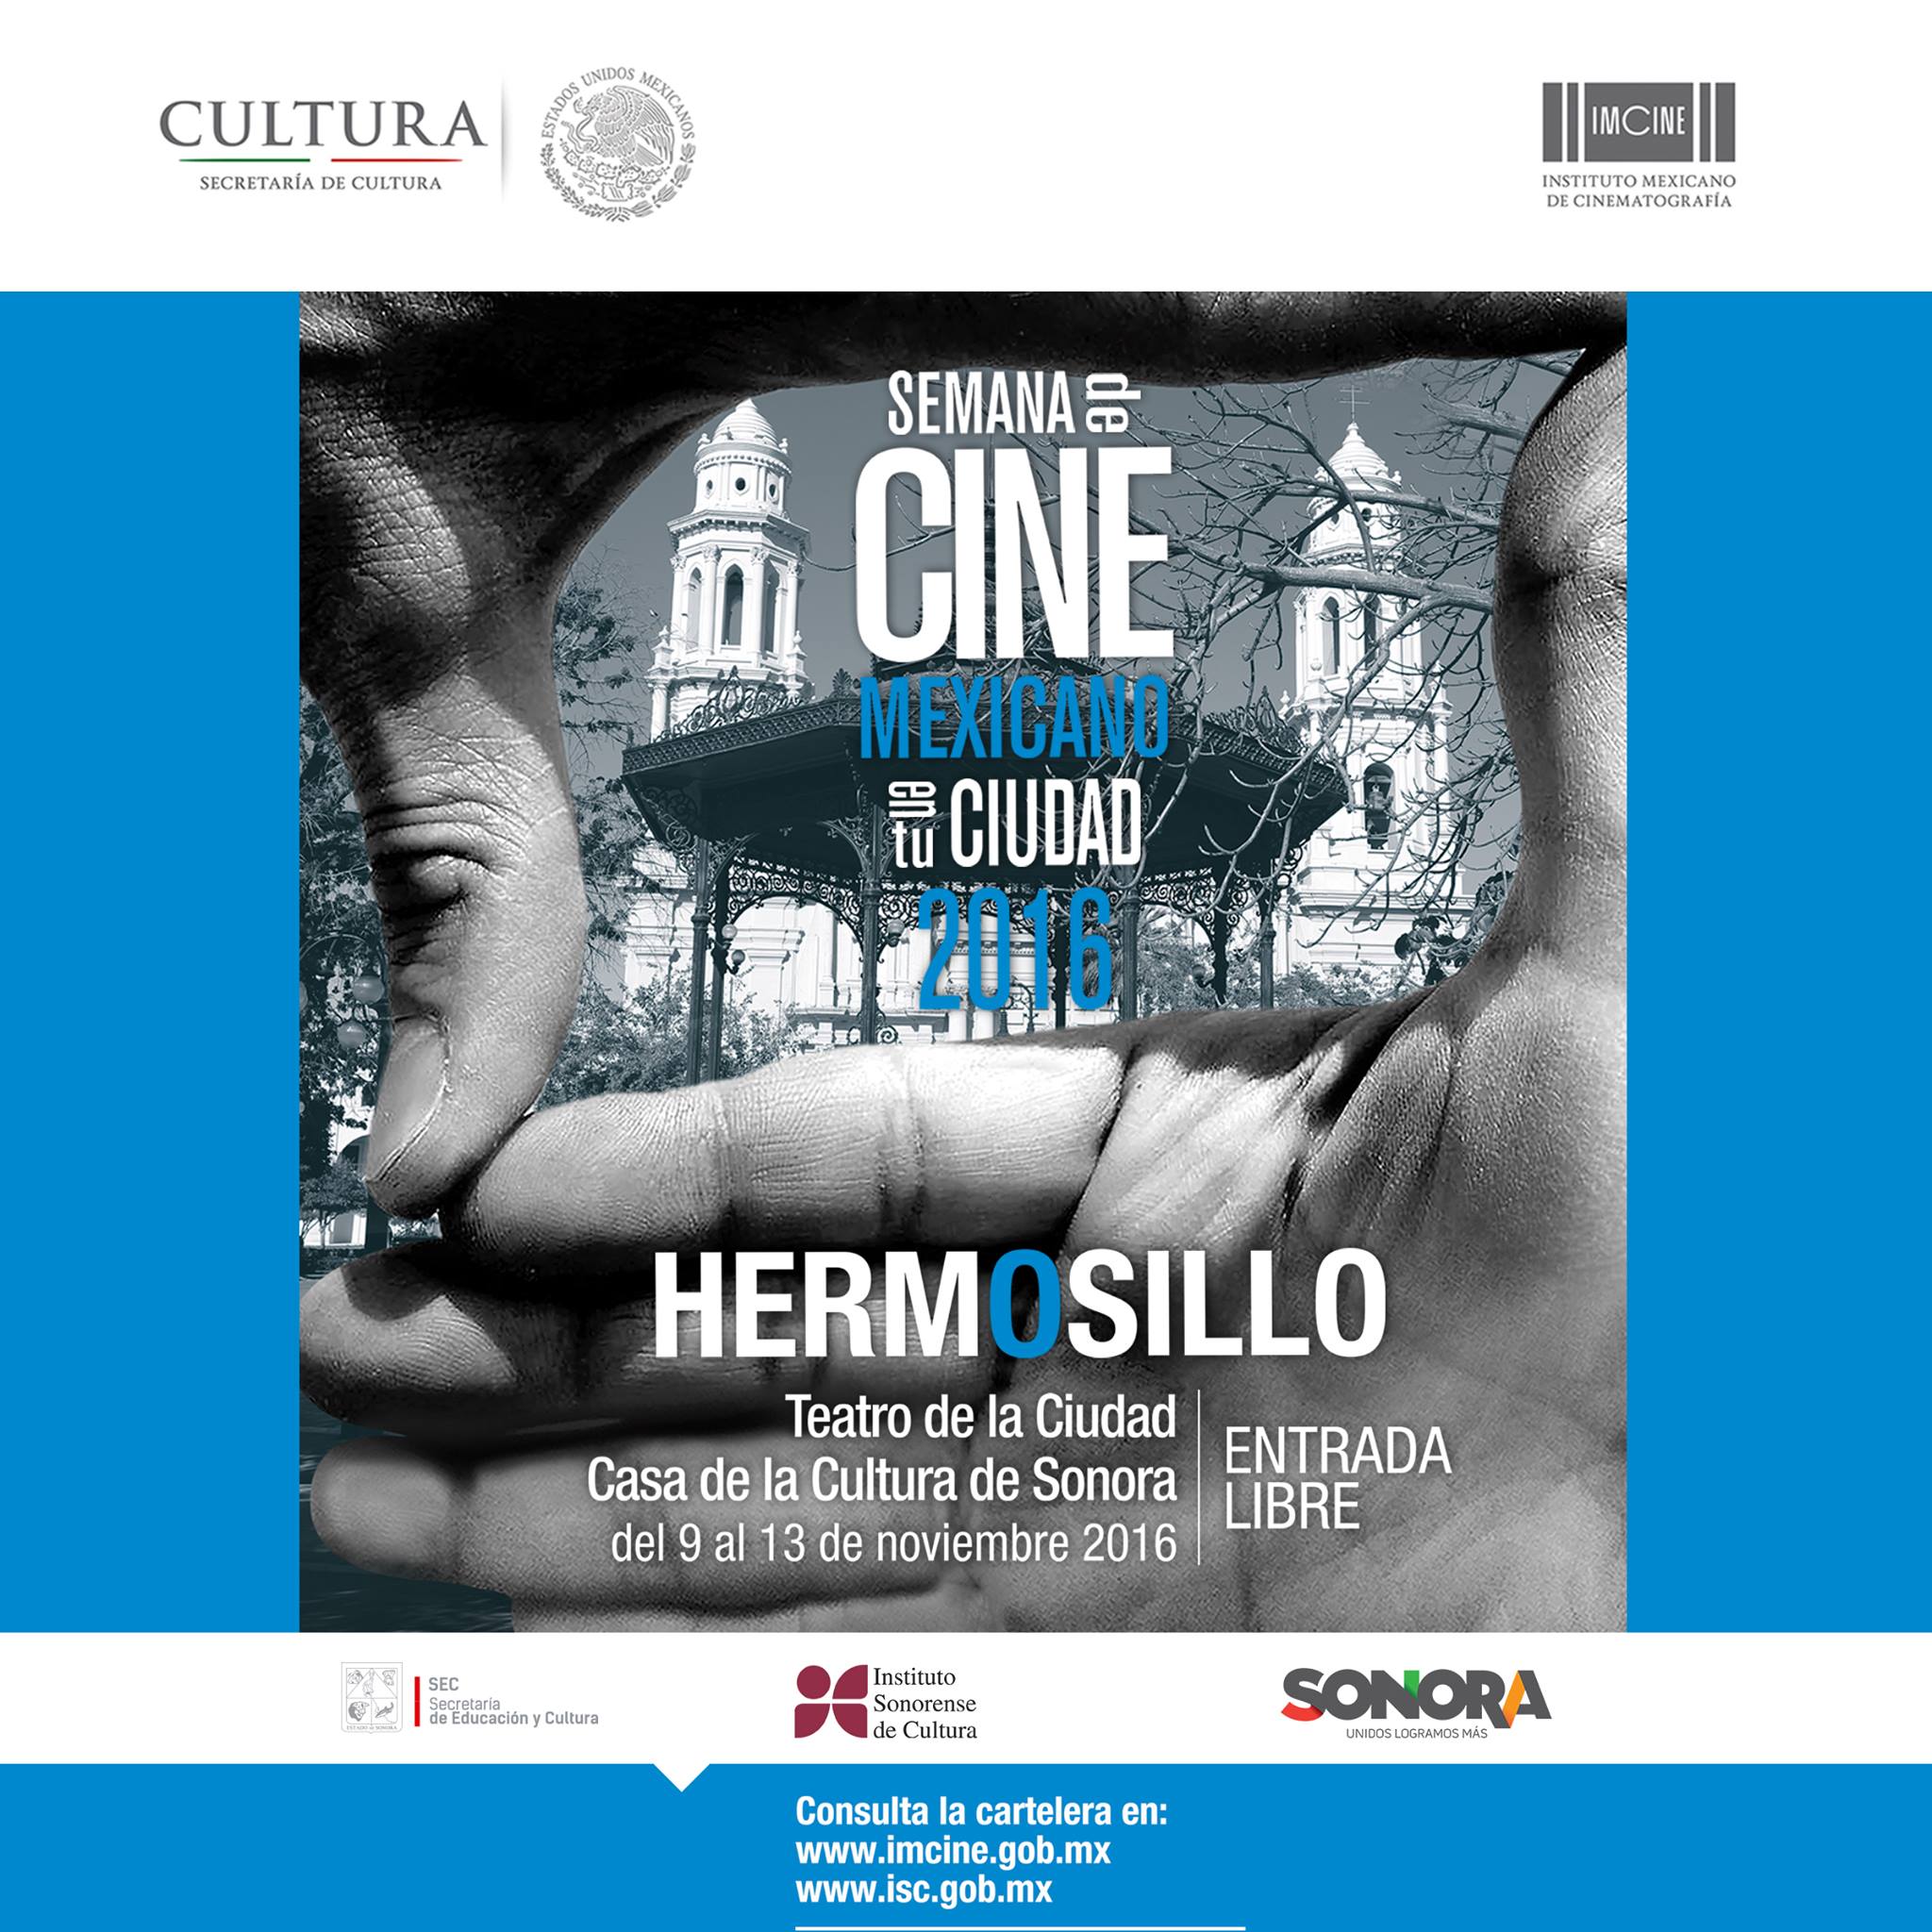 CULTURA
SECRETARÍA DE CULTURA
ESTADOS UNIDOS MEXICANOS
IMCINE
INSTITUTO MEXICANO
DE CINEMATOGRAFÍA
SEMANA de
CINE
MEXICANO
en tu CIUDAD
2016
HERMOSILLO
Teatro de la Ciudad
Casa de la Cultura de Sonora
del 9 al 13 de noviembre 2016
ENTRADA
LIBRE
ESTADO de SONORA
SEC
Secretaría
de Educación y Cultura
Instituto
Sonorense
de Cultura
SONORA
UNIDOS LOGRAMOS MÁS
Consulta la cartelera en:
www.imcine.gob.mx
www.isc.gob.mx